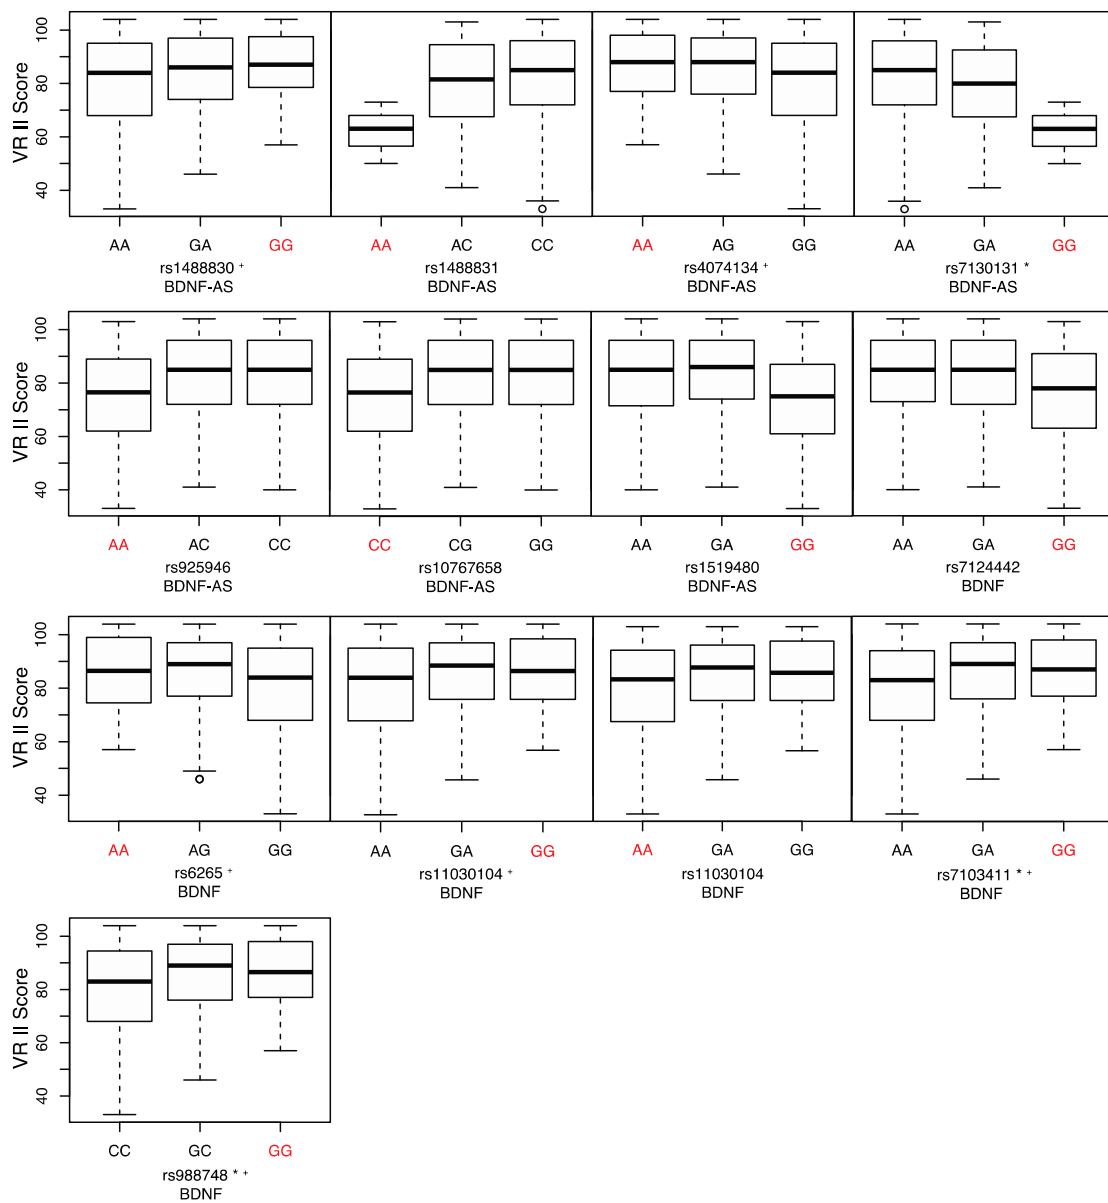 VR II Score
40 60 80 100
AA GA GG AA AC CC AA AG GG AA GA GG
rs1488830 + rs1488831 rs4074134 + rs7130131 *
BDNF-AS BDNF-AS BDNF-AS BDNF-AS
VR II Score
40 60 80 100
AA AC CC CC CG GG AA GA GG AA GA GG
rs925946 rs10767658 rs1519480 rs7124442
BDNF-AS BDNF-AS BDNF-AS BDNF
VR II Score
40 60 80 100
AA AG GG AA GA GG AA GA GG AA GA GG
rs6265 + rs11030104 + rs11030104 rs7103411 * +
BDNF BDNF BDNF BDNF
VR II Score
40 60 80 100
CC GC GG
rs988748 * +
BDNF